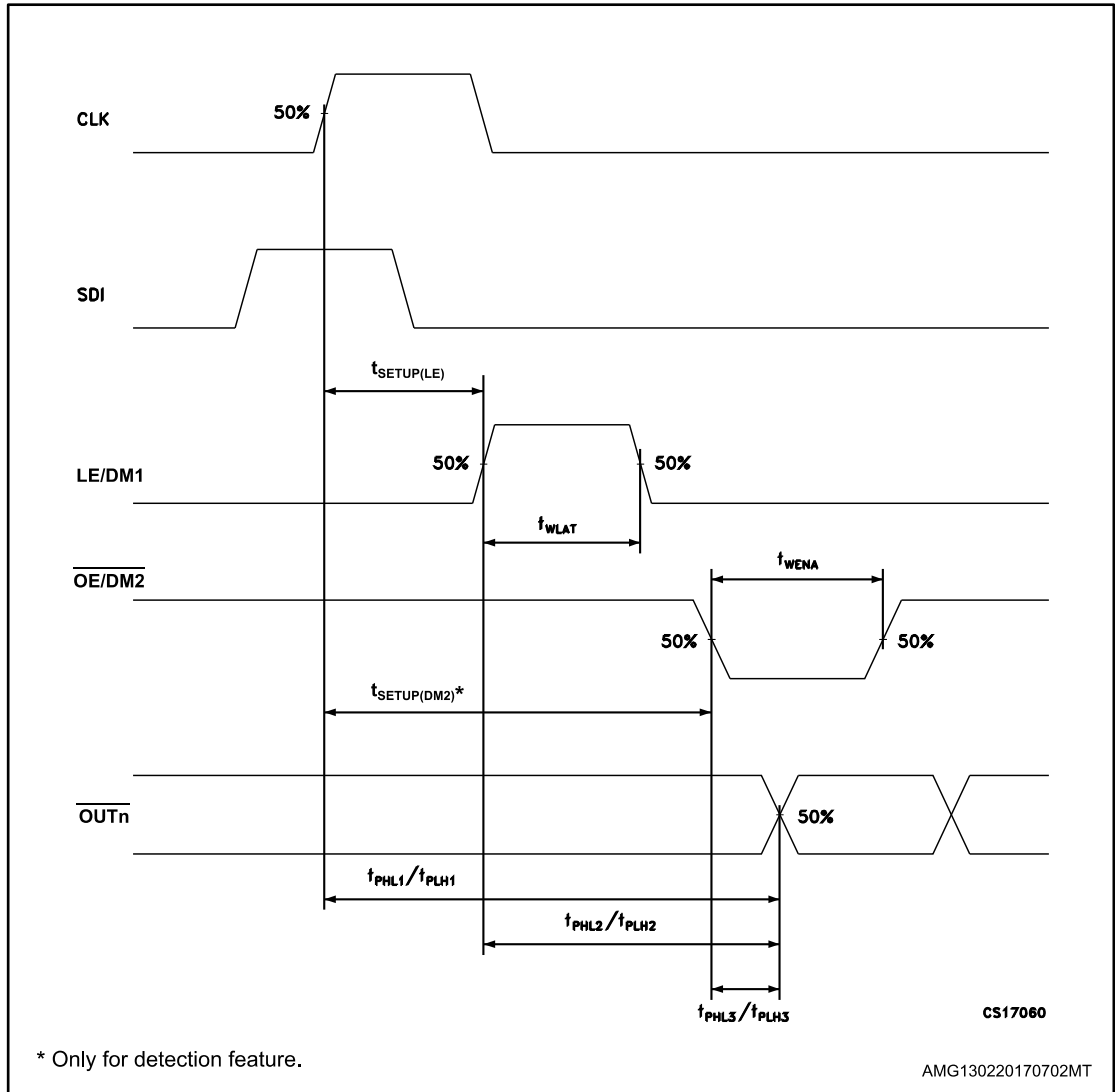 CLK
50%
SDI
tSETUP(LE)
LE/DM1
50%
50%
tWLAT
OE/DM2
tWENA
50%
50%
tSETUP(DM2)*
OUTn
50%
tPHL1/tPLH1
tPHL2/tPLH2
tPHL3/tPLH3
CS17060
* Only for detection feature.
AMG130220170702MT